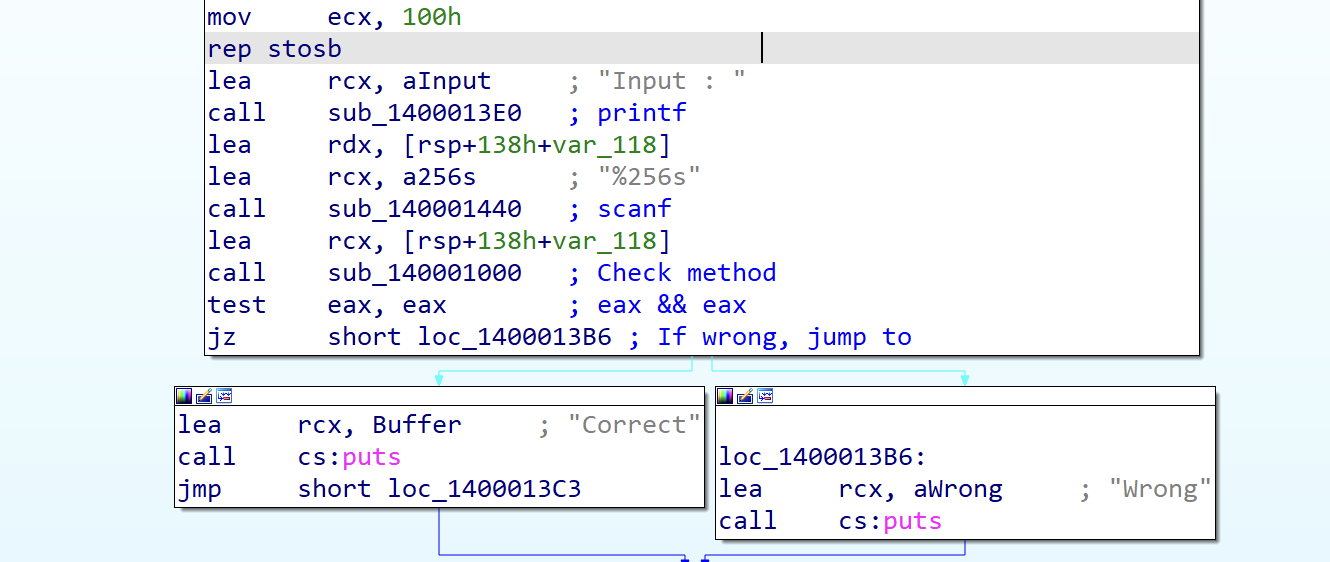 mov ecx, 100h
rep stosb
lea rcx, aInput ; "Input : "
call sub_1400013E0 ; printf
lea rdx, [rsp+138h+var_118]
lea rcx, a256s ; "%256s"
call sub_140001440 ; scanf
lea rcx, [rsp+138h+var_118]
call sub_140001000 ; Check method
test eax, eax ; eax && eax
jz short loc_1400013B6 ; If wrong, jump to
lea rcx, Buffer ; "Correct"
call cs:puts
jmp short loc_1400013C3
loc_1400013B6:
lea rcx, aWrong ; "Wrong"
call cs:puts